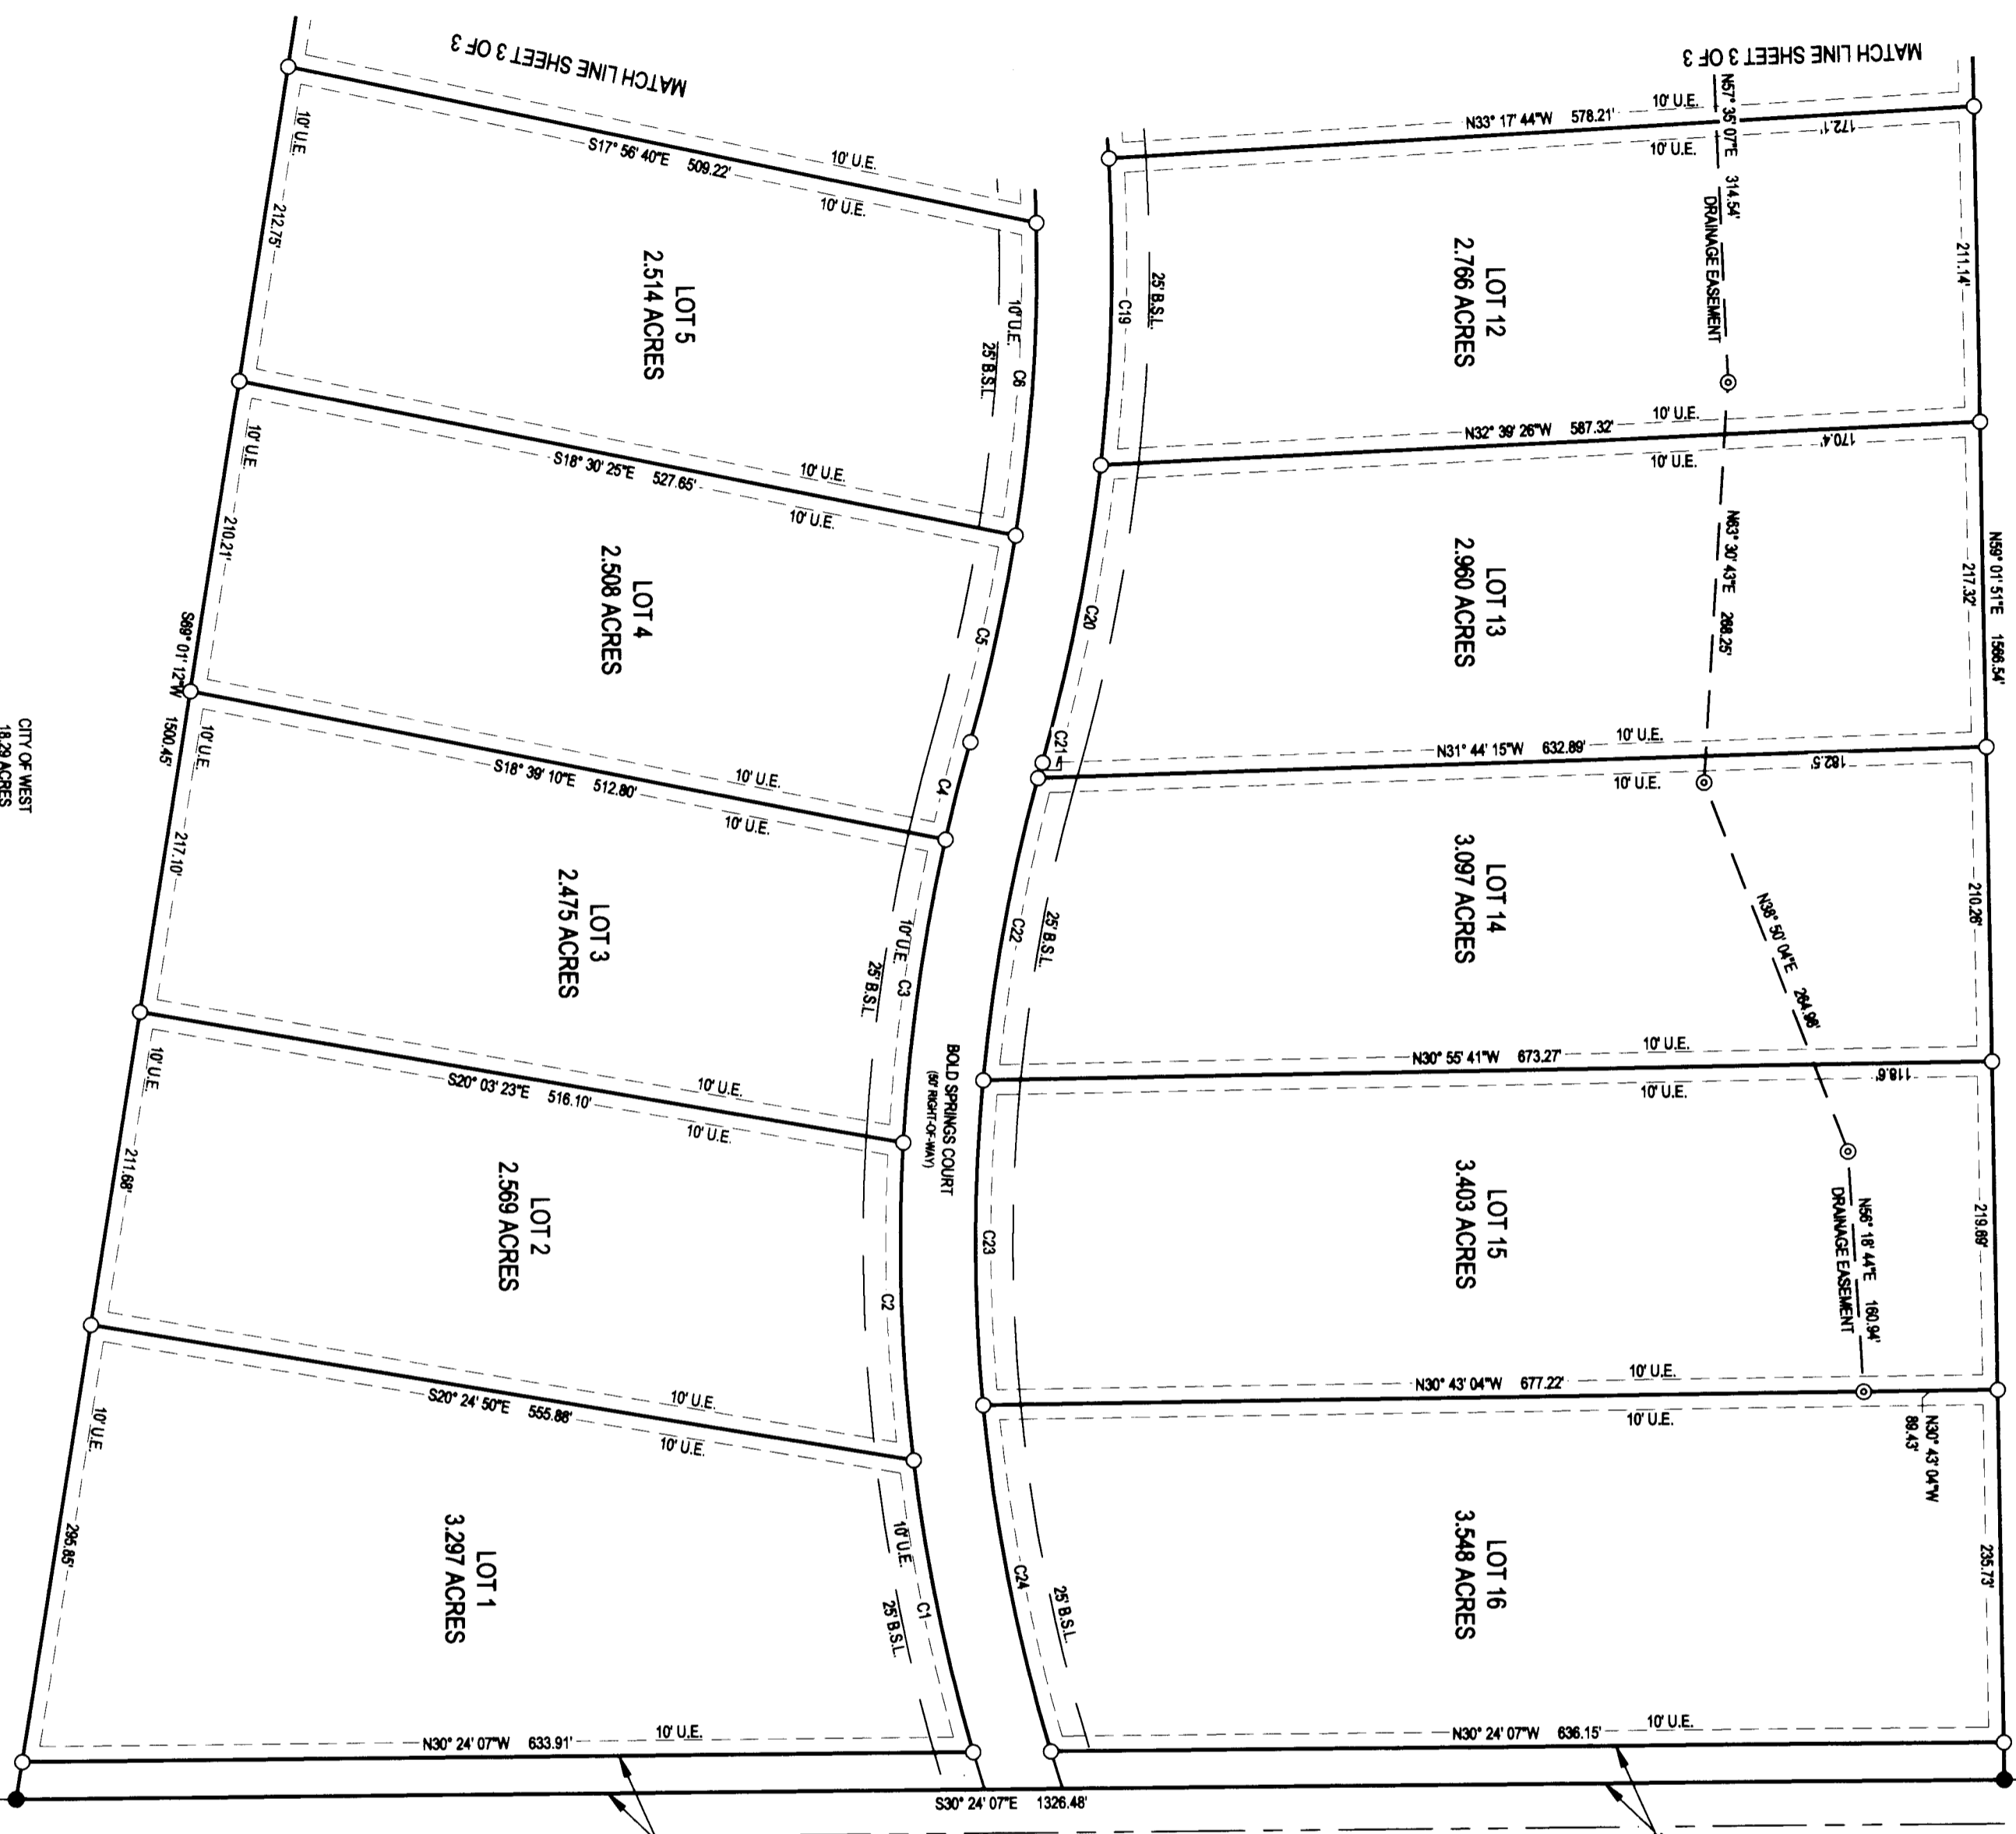 MATCH LINE SHEET 3 OF 3
MATCH LINE SHEET 3 OF 3
N33° 17' 44"W 578.21'
10' U.E.
10' U.E.
172.1'
N57° 35' 07"E 314.54'
DRAINAGE EASEMENT
211.14'
LOT 12
2.766 ACRES
25' B.S.L.
C19
N32° 39' 26"W 587.32'
10' U.E.
10' U.E.
170.4'
N63° 30' 43"E 268.25'
217.32'
N59° 01' 51"E 1566.54'
LOT 13
2.960 ACRES
C20
C21
N31° 44' 15"W 632.89'
10' U.E.
10' U.E.
182.5'
N38° 50' 04"E 264.96'
210.26'
LOT 14
3.097 ACRES
25' B.S.L.
C22
N30° 55' 41"W 673.27'
10' U.E.
10' U.E.
118.6'
219.69'
LOT 15
3.403 ACRES
C23
N56° 18' 44"E 160.94'
DRAINAGE EASEMENT
N30° 43' 04"W 677.22'
10' U.E.
10' U.E.
N30° 43' 04"W
89.43'
235.73'
LOT 16
3.548 ACRES
C24
25' B.S.L.
N30° 24' 07"W 636.15'
10' U.E.
BOLD SPRINGS COURT
(50' RIGHT-OF-WAY)
10' U.E.
S17° 56' 40"E 509.22'
10' U.E.
10' U.E.
212.75'
LOT 5
2.514 ACRES
10' U.E.
C6
25' B.S.L.
10' U.E.
S18° 30' 25"E 527.65'
10' U.E.
10' U.E.
210.21'
LOT 4
2.508 ACRES
C5
C4
S69° 01' 12"W 1500.45'
10' U.E.
S18° 39' 10"E 512.80'
10' U.E.
10' U.E.
217.10'
LOT 3
2.475 ACRES
10' U.E.
C3
25' B.S.L.
10' U.E.
S20° 03' 23"E 516.10'
10' U.E.
10' U.E.
211.68'
LOT 2
2.569 ACRES
C2
10' U.E.
S20° 24' 50"E 555.86'
10' U.E.
10' U.E.
295.85'
LOT 1
3.297 ACRES
10' U.E.
C1
25' B.S.L.
N30° 24' 07"W 633.91'
10' U.E.
S30° 24' 07"E 1326.48'
CITY OF WEST
18.29 ACRES